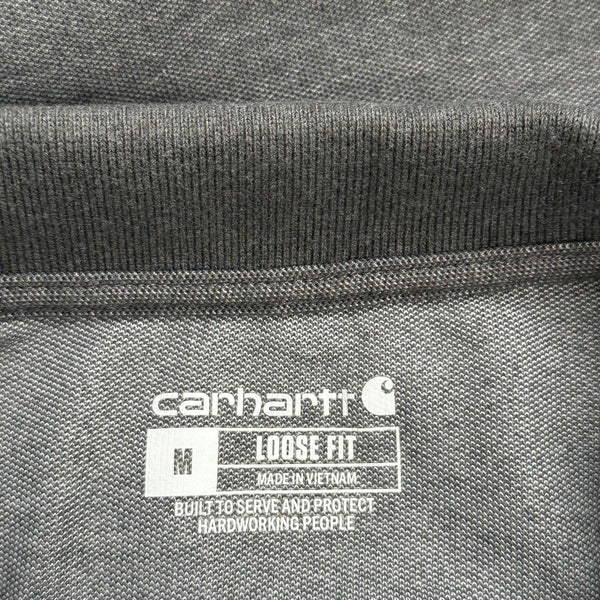 carhartt
M
LOOSE FIT
MADE IN VIETNAM
BUILT TO SERVE AND PROTECT
HARDWORKING PEOPLE